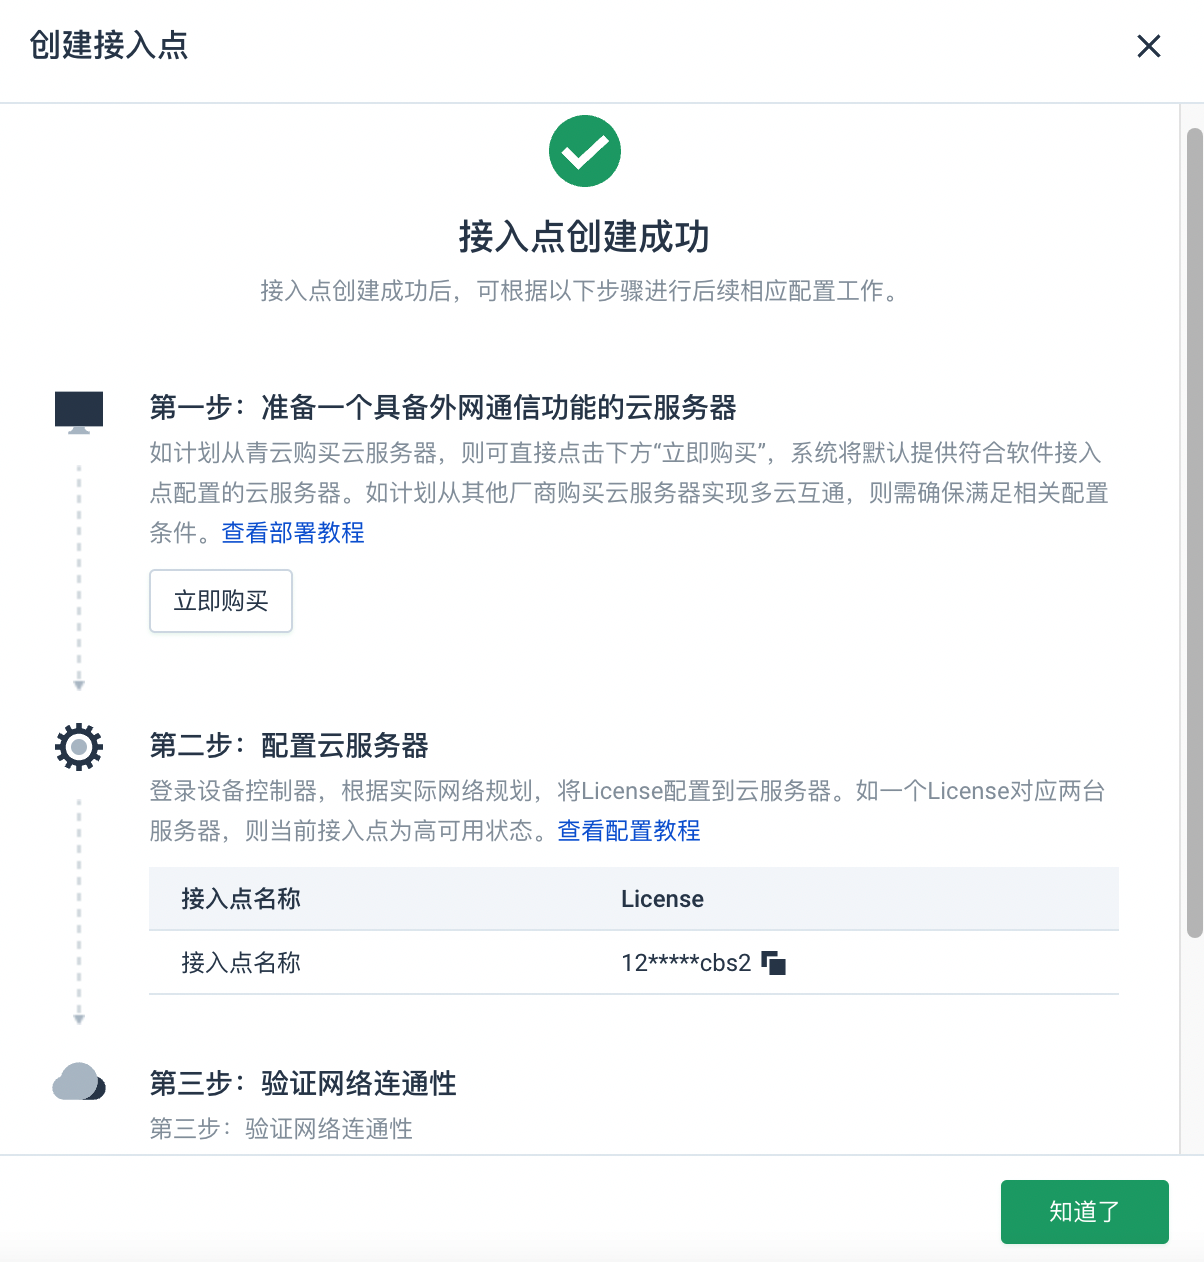 创建接入点
接入点创建成功
接入点创建成功后，可根据以下步骤进行后续相应配置工作。
第一步：准备一个具备外网通信功能的云服务器
如计划从青云购买云服务器，则可直接点击下方“立即购买”，系统将默认提供符合软件接入
点配置的云服务器。如计划从其他厂商购买云服务器实现多云互通，则需确保满足相关配置
条件。查看部署教程
立即购买
第二步：配置云服务器
登录设备控制器，根据实际网络规划，将License配置到云服务器。如一个License对应两台
服务器，则当前接入点为高可用状态。查看配置教程
接入点名称 License
接入点名称 12*****cbs2
第三步：验证网络连通性
第三步：验证网络连通性
知道了